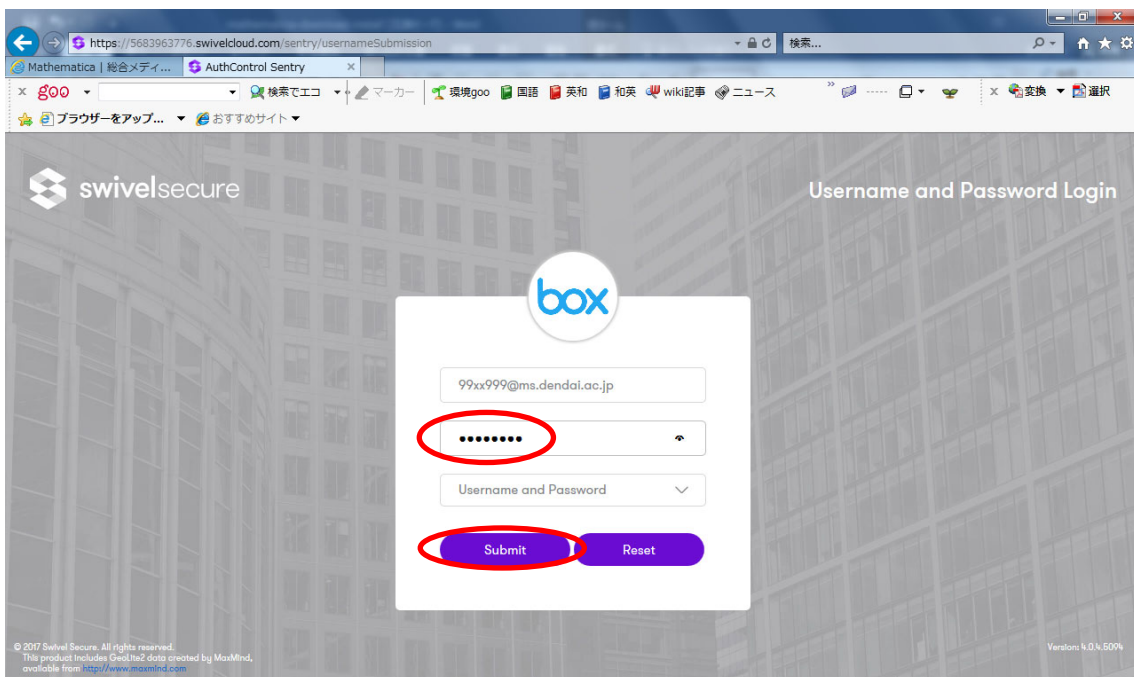 https://5683963776.swivelcloud.com/sentry/usernameSubmission
検索...
Mathematica | 総合メディ...
AuthControl Sentry
×
× goo
検索でエコ
マーカー
環境goo
国語
英和
和英
wiki記事
ニュース
»
×
変換
選択
ブラウザーをアップ...
おすすめサイト
swivelsecure
Username and Password Login
box
99xx999@ms.dendai.ac.jp
••••••••
Username and Password
Submit
Reset
© 2017 Swivel Secure. All rights reserved.
This product includes GeoLite2 data created by MaxMind,
available from http://www.maxmind.com
Version: 4.0.4.5094